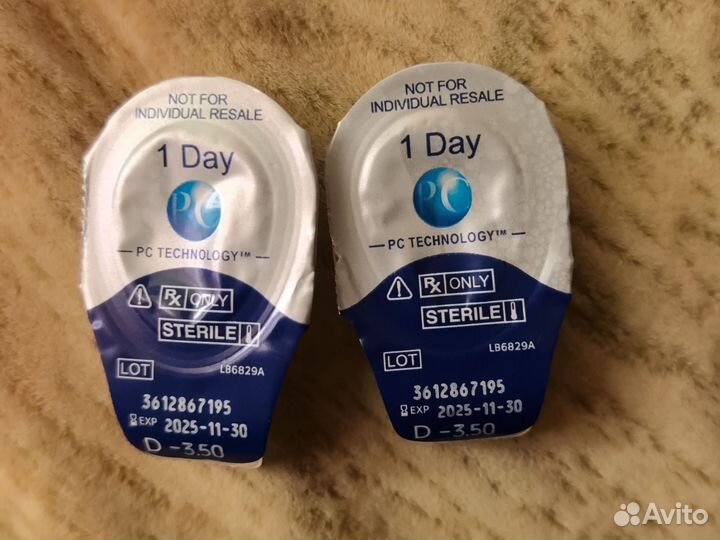 NOT FOR
INDIVIDUAL RESALE
1 Day
PC
PC TECHNOLOGY™
Rx ONLY
STERILE
LOT
LB6829A
3612867195
EXP 2025-11-30
D -3.50
NOT FOR
INDIVIDUAL RESALE
1 Day
PC
PC TECHNOLOGY™
Rx ONLY
STERILE
LOT
LB6829A
3612867195
EXP 2025-11-30
D -3.50
Avito